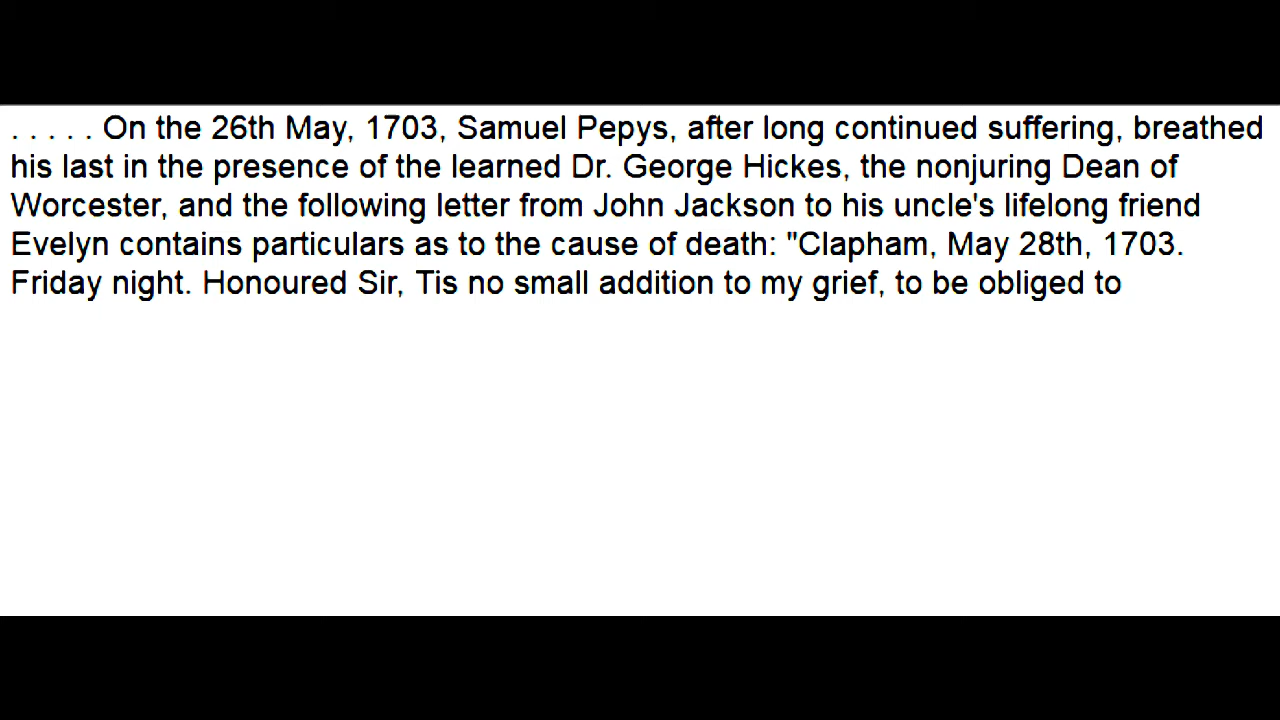 . . . . . On the 26th May, 1703, Samuel Pepys, after long continued suffering, breathed
his last in the presence of the learned Dr. George Hickes, the nonjuring Dean of
Worcester, and the following letter from John Jackson to his uncle's lifelong friend
Evelyn contains particulars as to the cause of death: "Clapham, May 28th, 1703.
Friday night. Honoured Sir, Tis no small addition to my grief, to be obliged to